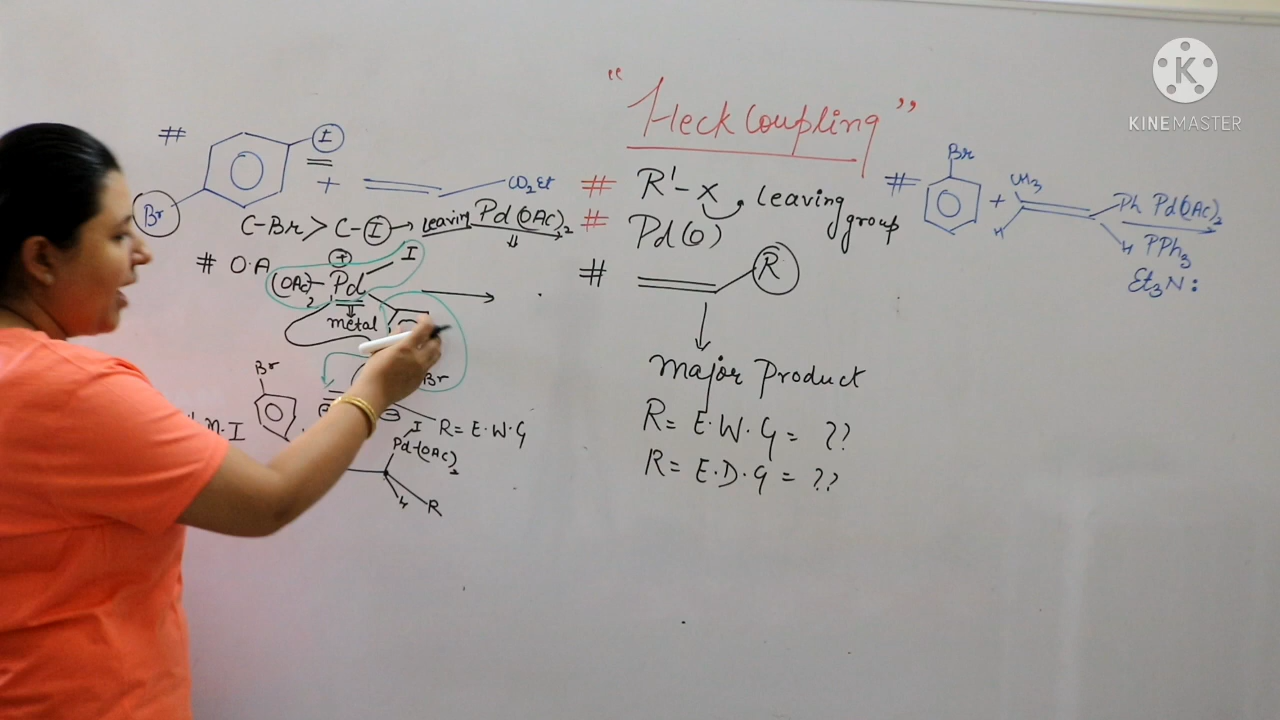 "Heck Coupling"
# I
Br
+ CO2Et
C-Br > C-I → leaving Pd(OAc)2
# O.A
+
(OAc)2 - Pd I
metal
Br
Br
R = E.W.G
I
Pd-(OAc)2
H R
# R'-X leaving group
# Pd(0)
# R
Major Product
R = E.W.G = ??
R = E.D.G = ??
# Br
+ CH3
H
Ph Pd(OAc)2
H PPh3
Et3N:
K
KINEMASTER